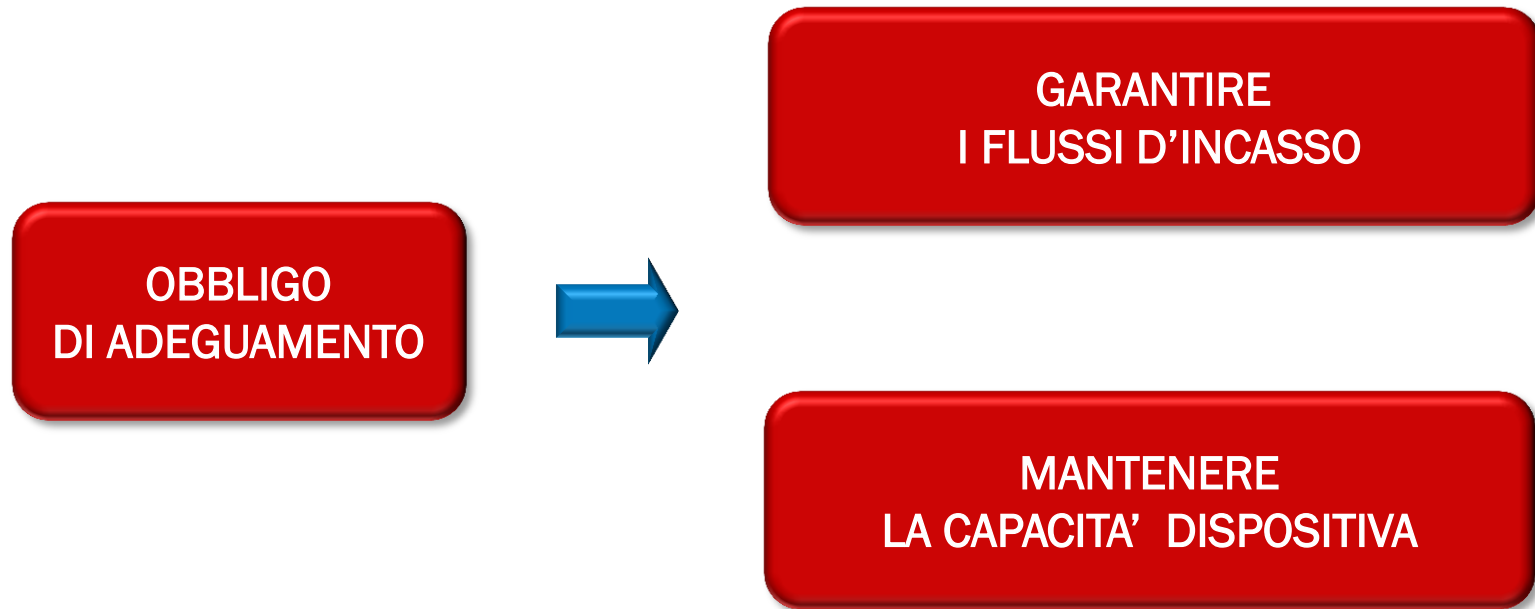 OBBLIGO
DI ADEGUAMENTO
GARANTIRE
I FLUSSI D’INCASSO
MANTENERE
LA CAPACITA’ DISPOSITIVA